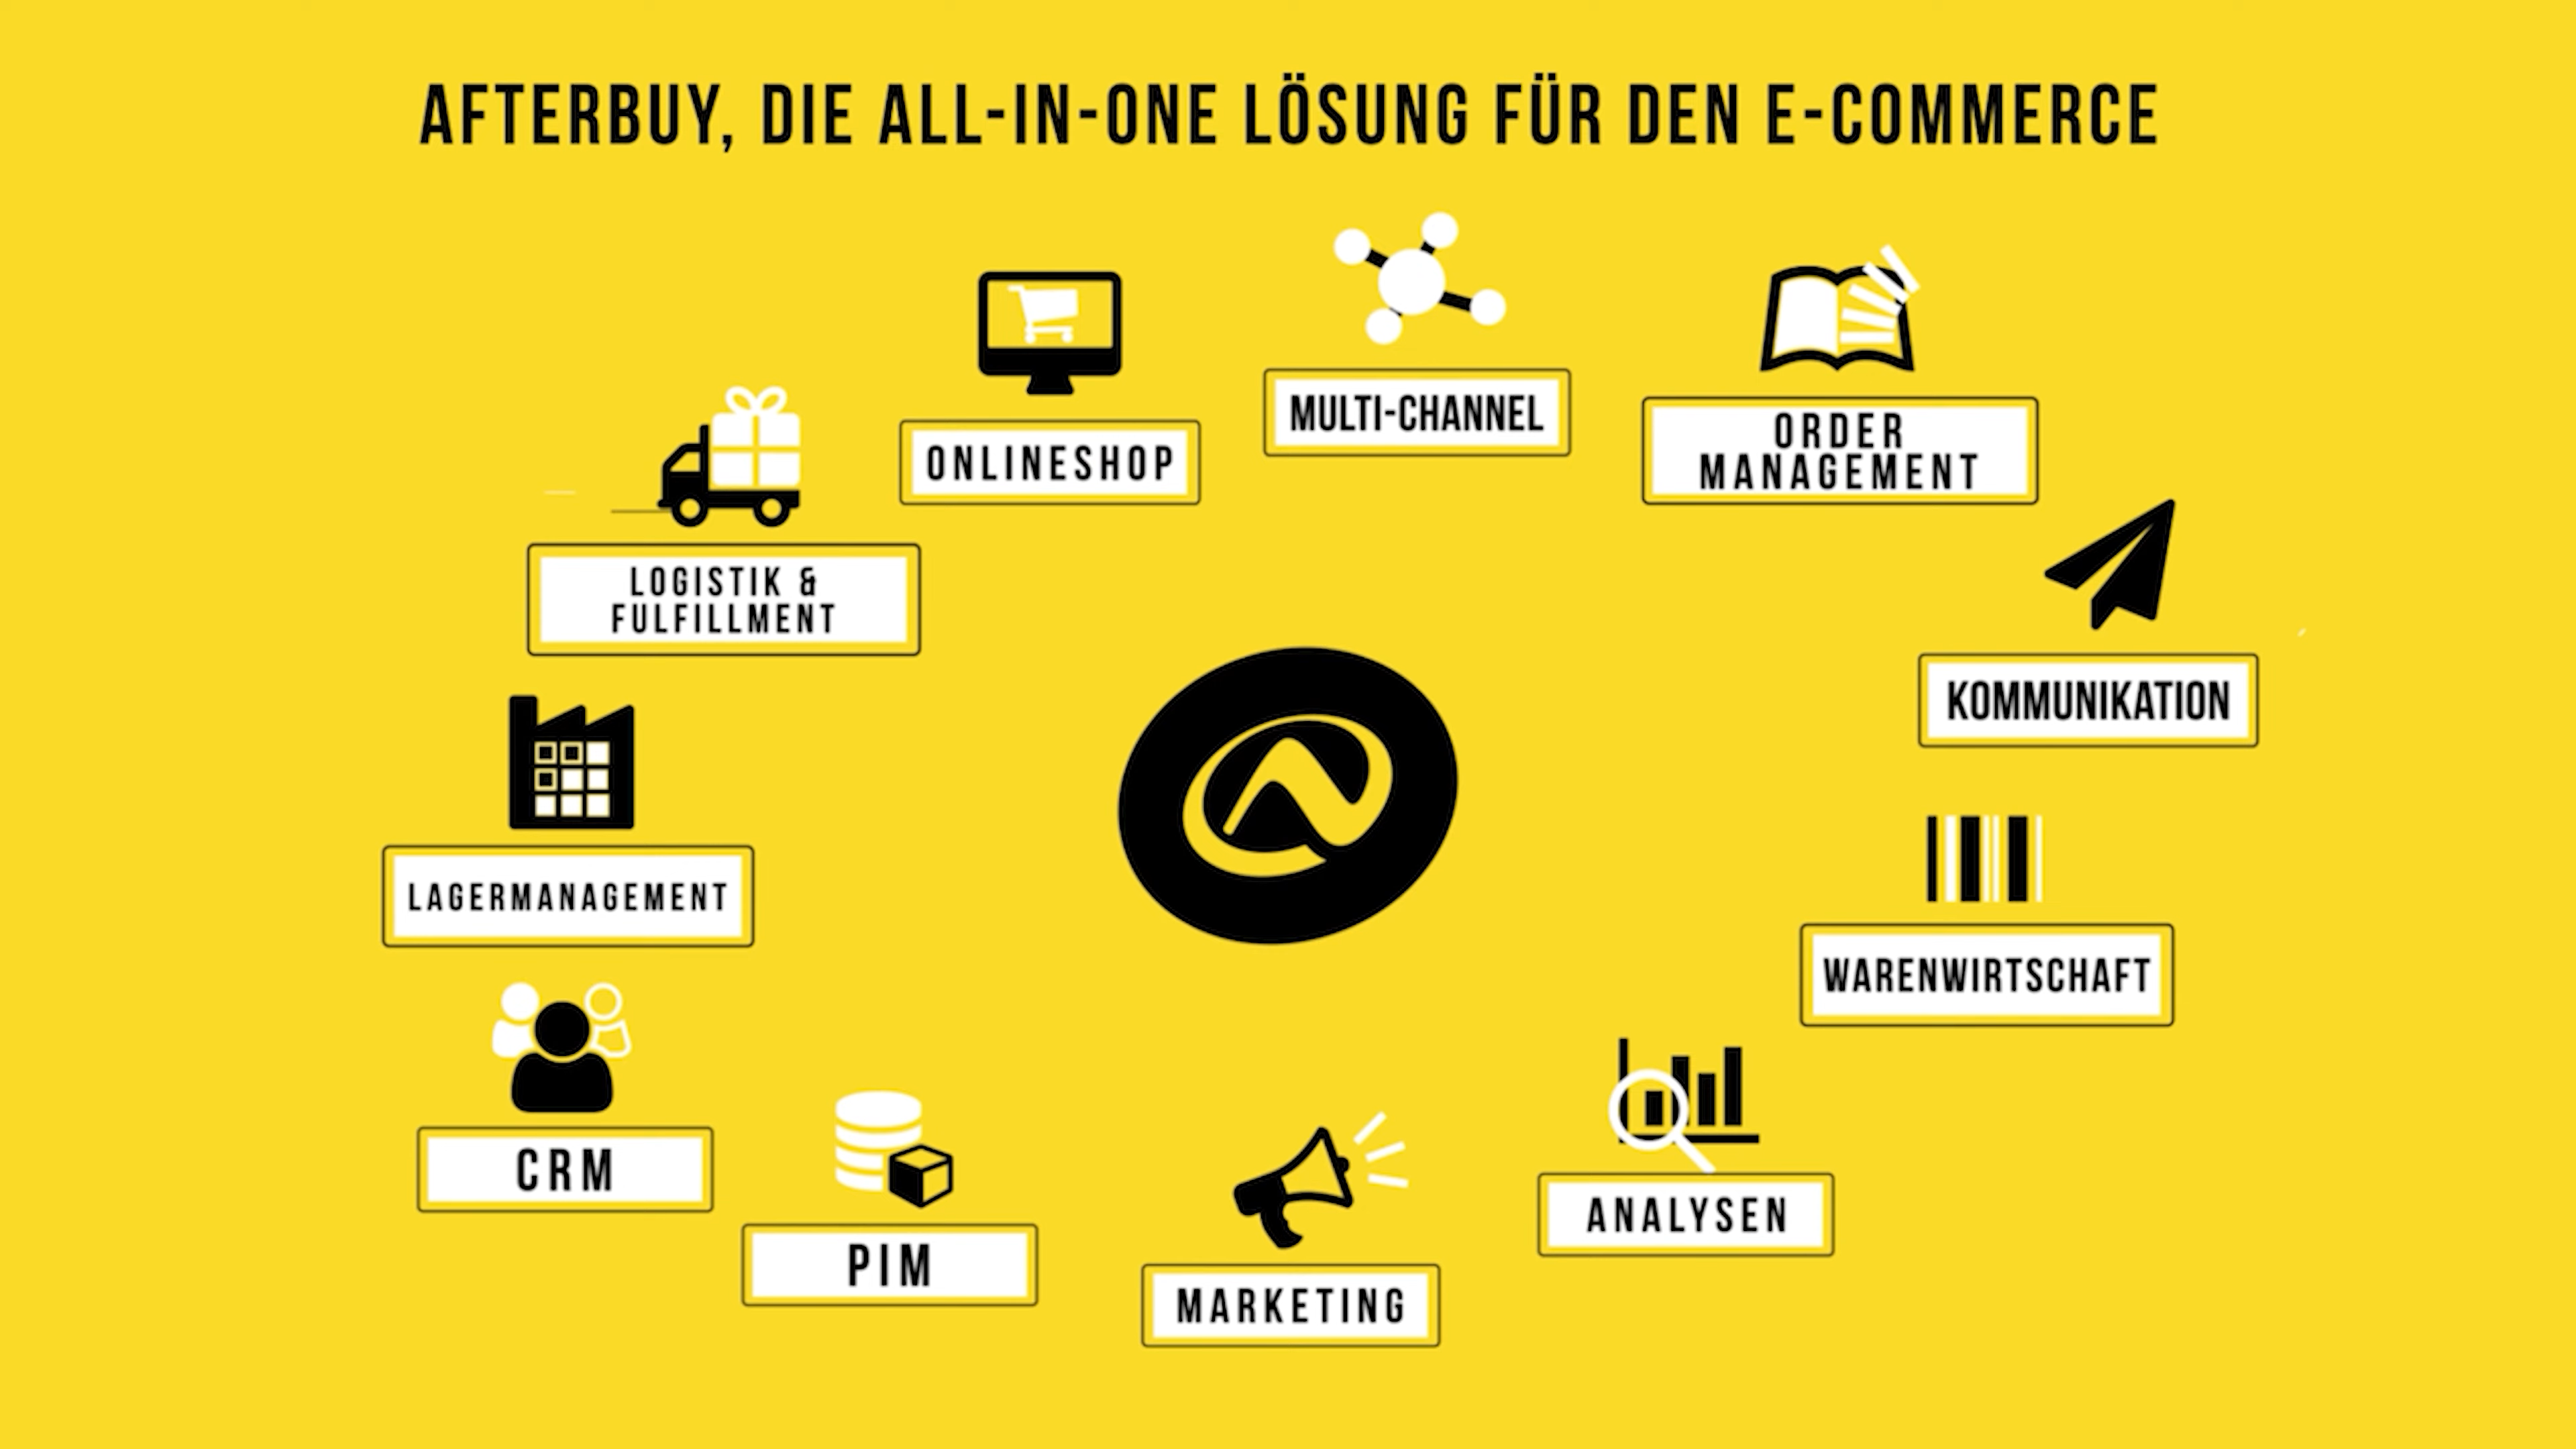 AFTERBUY, DIE ALL-IN-ONE LÖSUNG FÜR DEN E-COMMERCE
MULTI-CHANNEL
ONLINESHOP
ORDER
MANAGEMENT
LOGISTIK &
FULFILLMENT
KOMMUNIKATION
LAGERMANAGEMENT
WARENWIRTSCHAFT
CRM
ANALYSEN
PIM
MARKETING